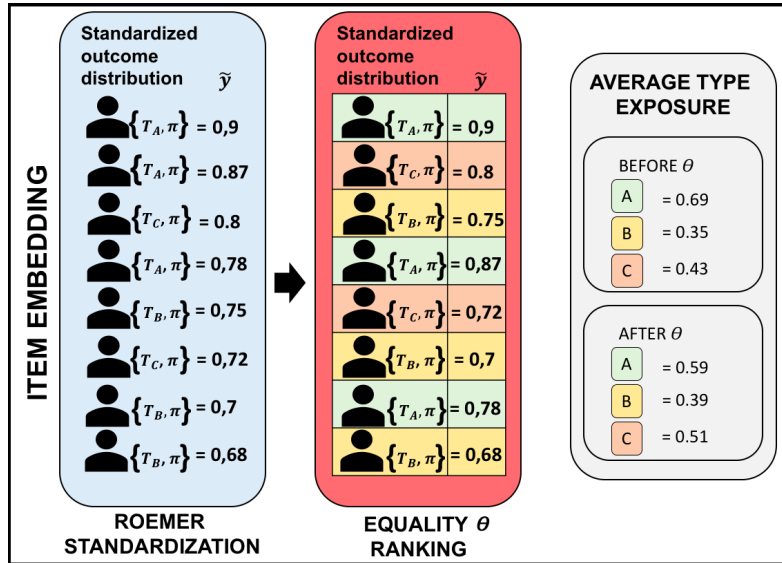 ITEM EMBEDDING
Standardized
outcome
distribution ỹ
{T_A, π} = 0,9
{T_A, π} = 0.87
{T_C, π} = 0.8
{T_A, π} = 0,78
{T_B, π} = 0,75
{T_C, π} = 0,72
{T_B, π} = 0,7
{T_B, π} = 0,68
ROEMER
STANDARDIZATION
Standardized
outcome
distribution ỹ
{T_A, π} = 0,9
{T_C, π} = 0.8
{T_B, π} = 0.75
{T_A, π} = 0,87
{T_C, π} = 0,72
{T_B, π} = 0,7
{T_A, π} = 0,78
{T_B, π} = 0,68
EQUALITY θ
RANKING
AVERAGE TYPE
EXPOSURE
BEFORE θ
A = 0.69
B = 0.35
C = 0.43
AFTER θ
A = 0.59
B = 0.39
C = 0.51